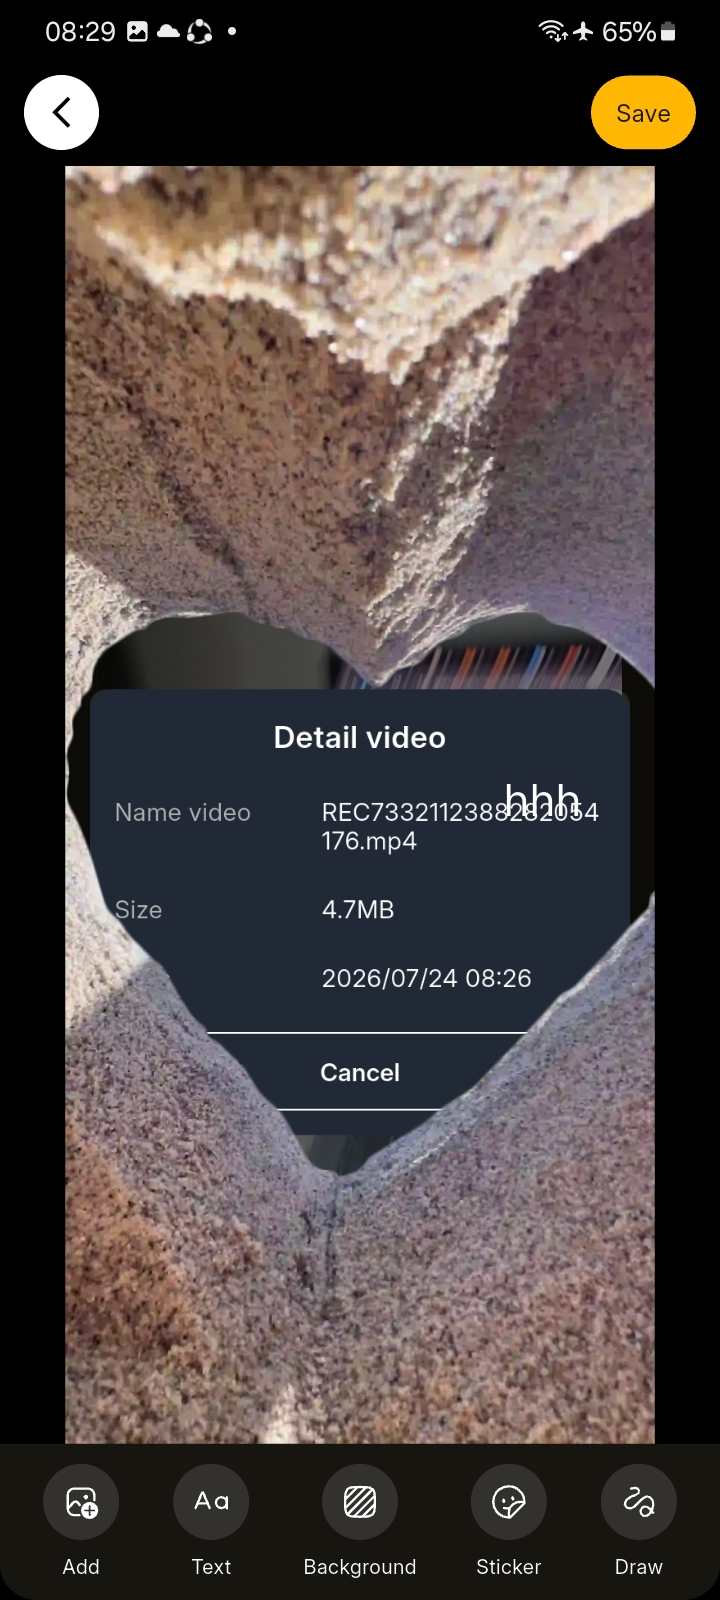 08:29
65%
Save
Detail video
hhh
Name video
REC7332112388282054
176.mp4
Size
4.7MB
2026/07/24 08:26
Cancel
Add
Text
Background
Sticker
Draw